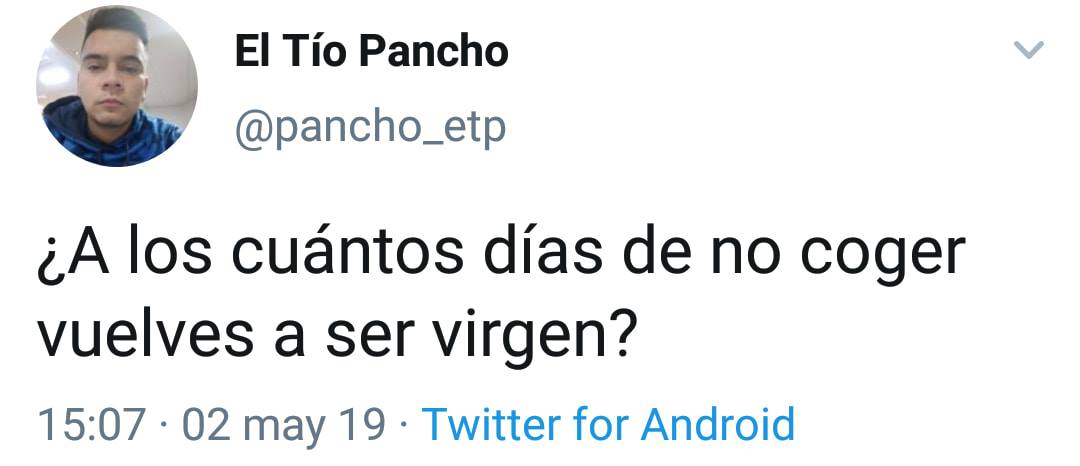 El Tío Pancho
@pancho_etp
¿A los cuántos días de no coger
vuelves a ser virgen?
15:07 · 02 may 19 · Twitter for Android